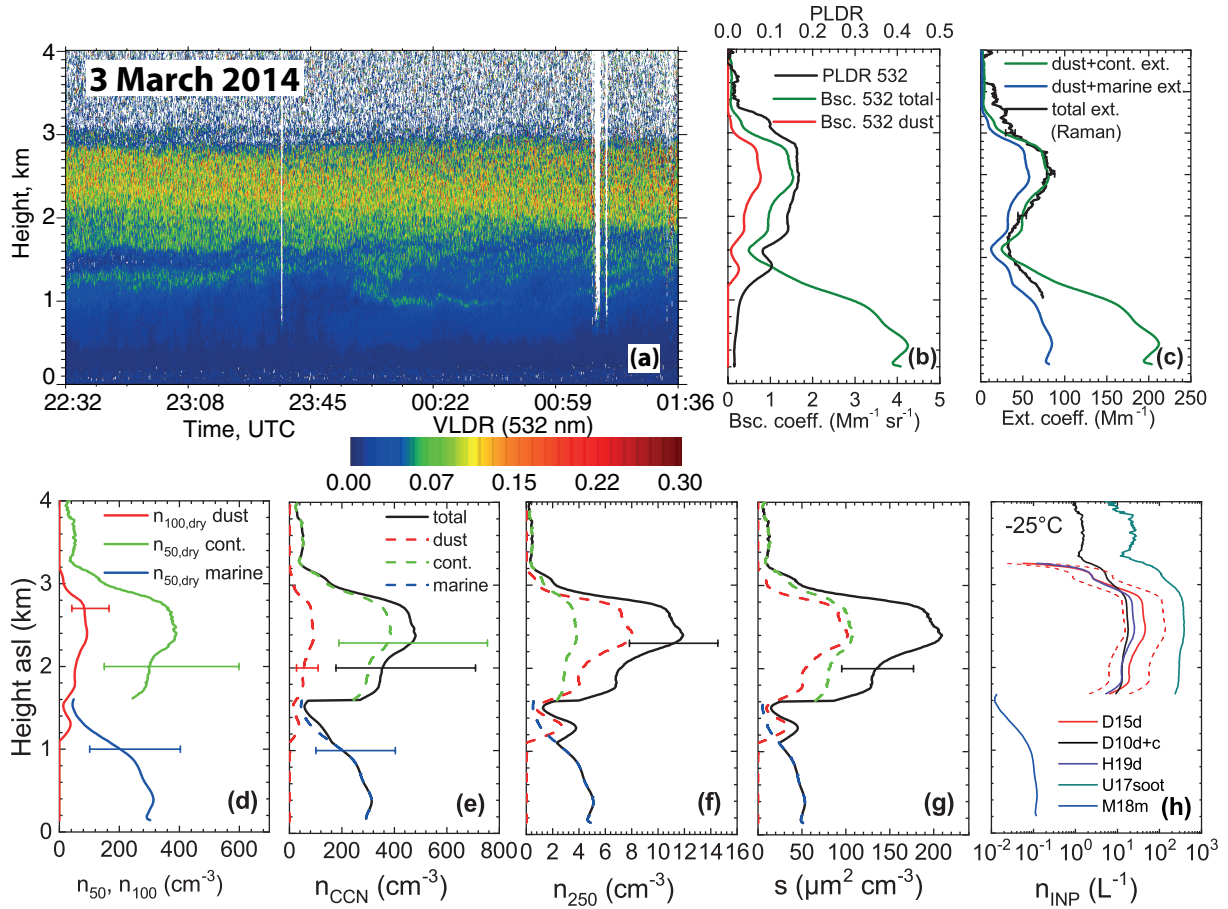 3 March 2014
4
3
2
1
0
Height, km
(a)
22:32 23:08 23:45 00:22 00:59 01:36
Time, UTC
VLDR (532 nm)
0.00 0.07 0.15 0.22 0.30
PLDR
0.0 0.1 0.2 0.3 0.4 0.5
PLDR 532
Bsc. 532 total
Bsc. 532 dust
(b)
0 1 2 3 4 5
Bsc. coeff. (Mm⁻¹ sr⁻¹)
dust+cont. ext.
dust+marine ext.
total ext.
(Raman)
(c)
0 50 100 150 200 250
Ext. coeff. (Mm⁻¹)
4
3
2
1
0
Height asl (km)
n100,dry dust
n50,dry cont.
n50,dry marine
(d)
0 200 400 600
n50, n100 (cm⁻³)
total
dust
cont.
marine
(e)
0 200 400 600 800
nCCN (cm⁻³)
(f)
0 2 4 6 8 10 12 14 16
n250 (cm⁻³)
(g)
0 50 100 150 200
s (µm² cm⁻³)
-25°C
D15d
D10d+c
H19d
U17soot
M18m
(h)
10⁻² 10⁻¹ 10⁰ 10¹ 10² 10³
nINP (L⁻¹)